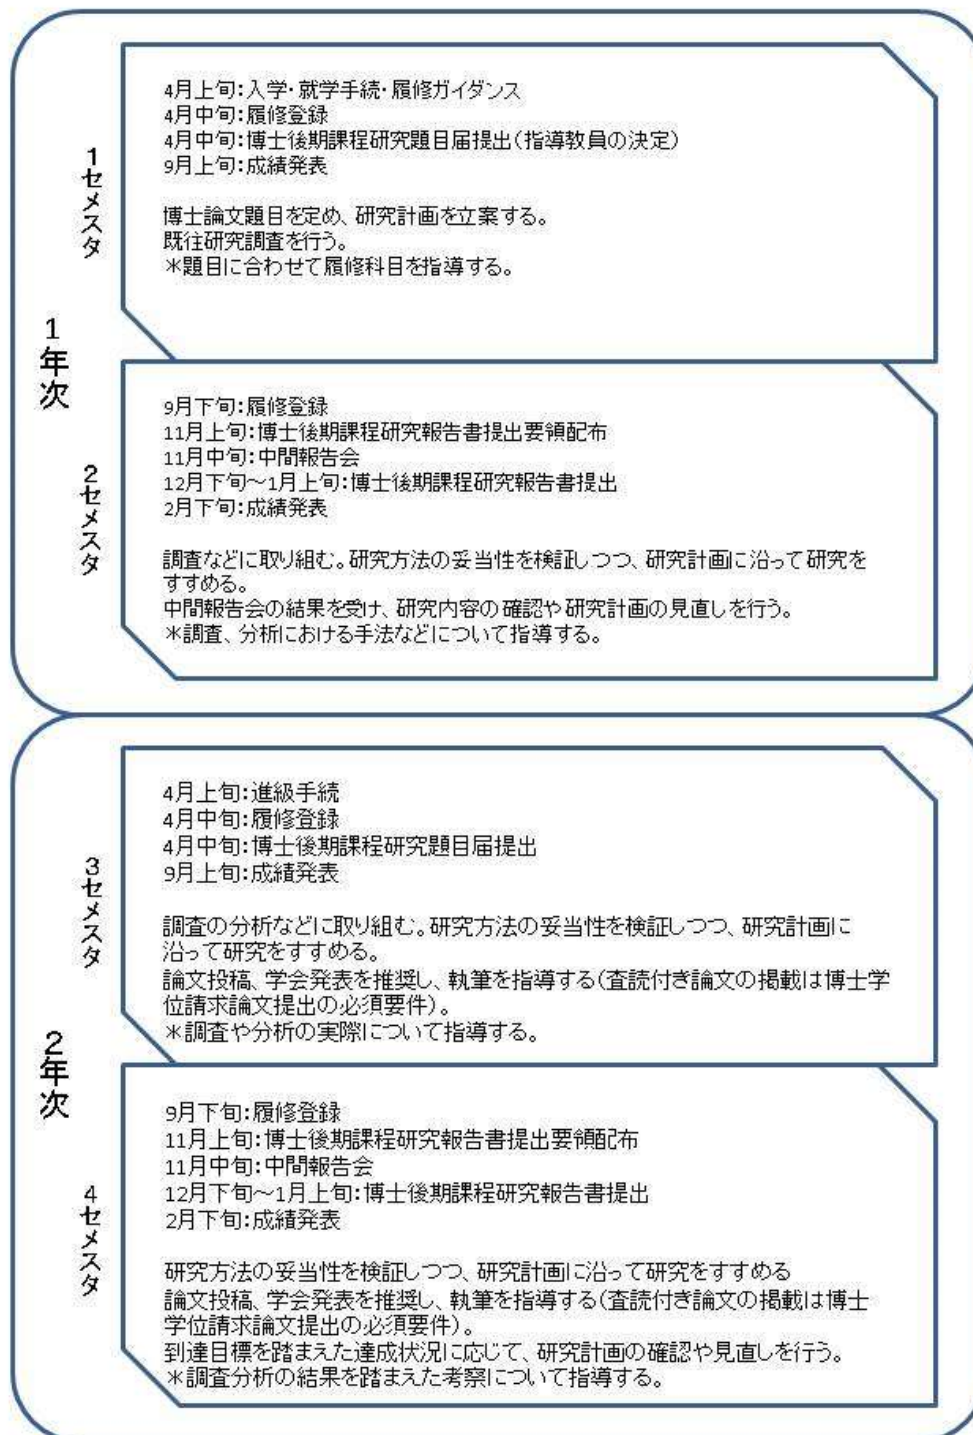 1年次
1セメスタ
4月上旬:入学・就学手続・履修ガイダンス
4月中旬:履修登録
4月中旬:博士後期課程研究題目届提出(指導教員の決定)
9月上旬:成績発表
博士論文題目を定め、研究計画を立案する。
既往研究調査を行う。
＊題目に合わせて履修科目を指導する。
2セメスタ
9月下旬:履修登録
11月上旬:博士後期課程研究報告書提出要領配布
11月中旬:中間報告会
12月下旬～1月上旬:博士後期課程研究報告書提出
2月下旬:成績発表
調査などに取り組む。研究方法の妥当性を検証しつつ、研究計画に沿って研究を
すすめる。
中間報告会の結果を受け、研究内容の確認や研究計画の見直しを行う。
＊調査、分析における手法などについて指導する。
2年次
3セメスタ
4月上旬:進級手続
4月中旬:履修登録
4月中旬:博士後期課程研究題目届提出
9月上旬:成績発表
調査の分析などに取り組む。研究方法の妥当性を検証しつつ、研究計画に
沿って研究をすすめる。
論文投稿、学会発表を推奨し、執筆を指導する(査読付き論文の掲載は博士学
位請求論文提出の必須要件)。
＊調査や分析の実際について指導する。
4セメスタ
9月下旬:履修登録
11月上旬:博士後期課程研究報告書提出要領配布
11月中旬:中間報告会
12月下旬～1月上旬:博士後期課程研究報告書提出
2月下旬:成績発表
研究方法の妥当性を検証しつつ、研究計画に沿って研究をすすめる
論文投稿、学会発表を推奨し、執筆を指導する(査読付き論文の掲載は博士
学位請求論文提出の必須要件)。
到達目標を踏まえた達成状況に応じて、研究計画の確認や見直しを行う。
＊調査分析の結果を踏まえた考察について指導する。